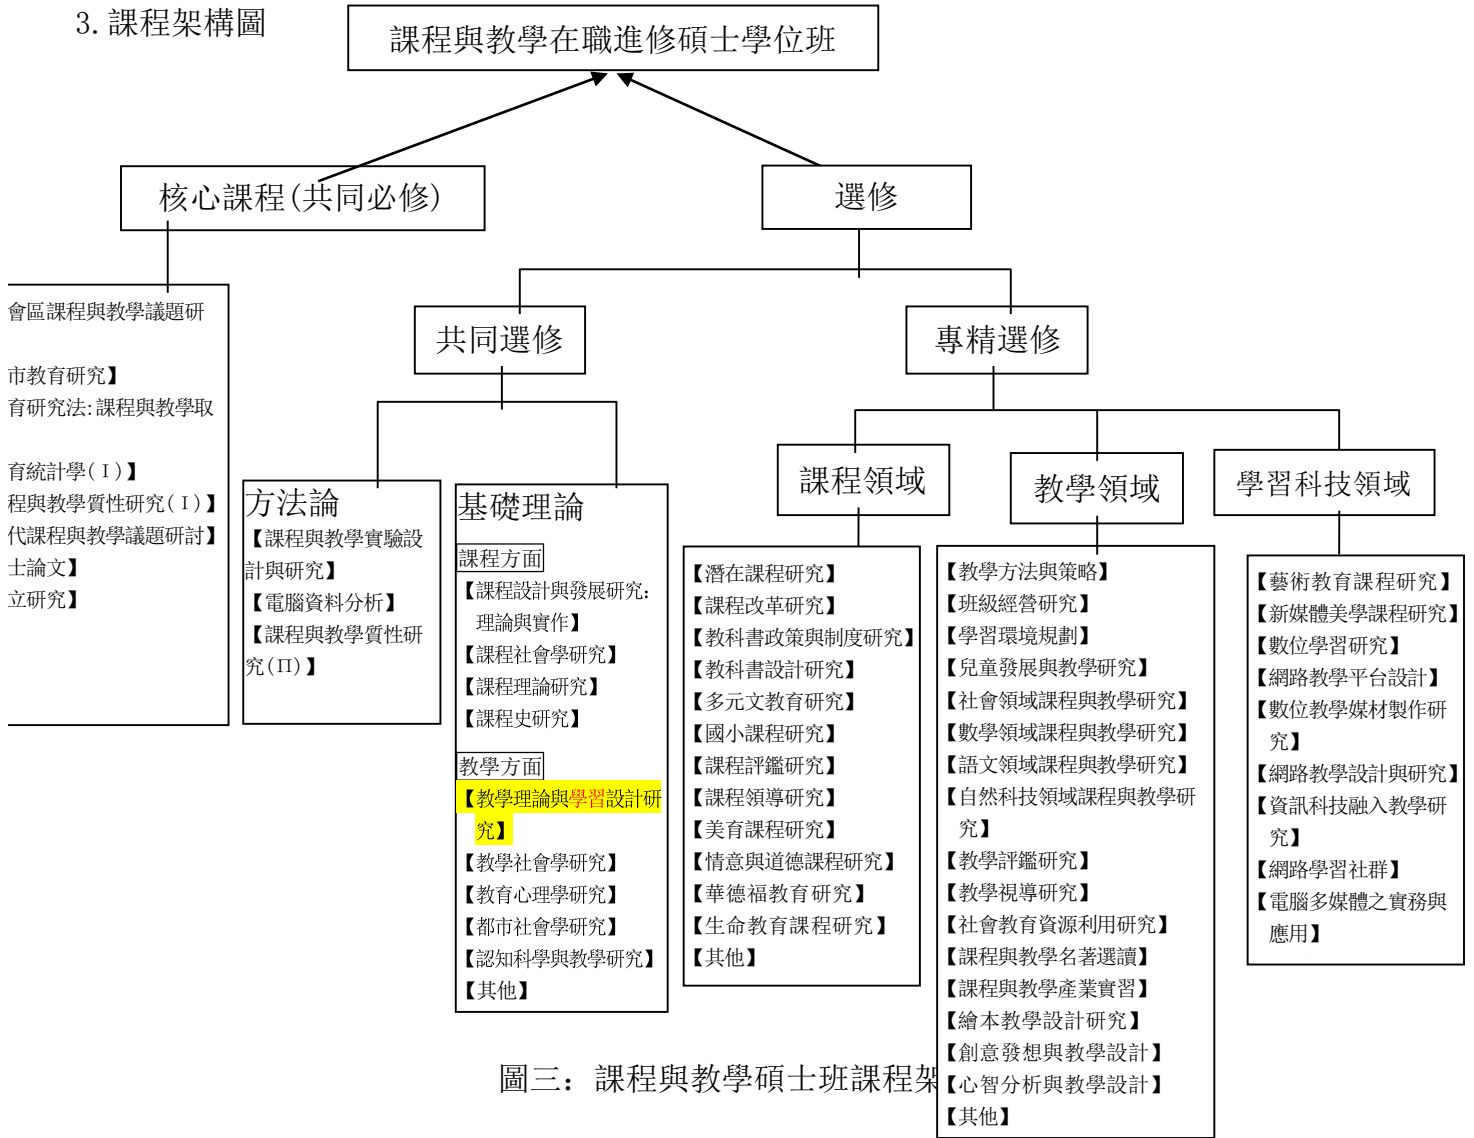 3.課程架構圖
課程與教學在職進修碩士學位班
核心課程(共同必修)
選修
會區課程與教學議題研
市教育研究】
育研究法:課程與教學取
育統計學(I)】
程與教學質性研究(I)】
代課程與教學議題研討】
士論文】
立研究】
共同選修
專精選修
方法論
【課程與教學實驗設
計與研究】
【電腦資料分析】
【課程與教學質性研
究(Π)】
基礎理論
課程方面
【課程設計與發展研究:
理論與實作】
【課程社會學研究】
【課程理論研究】
【課程史研究】
教學方面
【教學理論與學習設計研
究】
【教學社會學研究】
【教育心理學研究】
【都市社會學研究】
【認知科學與教學研究】
【其他】
課程領域
【潛在課程研究】
【課程改革研究】
【教科書政策與制度研究】
【教科書設計研究】
【多元文教育研究】
【國小課程研究】
【課程評鑑研究】
【課程領導研究】
【美育課程研究】
【情意與道德課程研究】
【華德福教育研究】
【生命教育課程研究】
【其他】
教學領域
【教學方法與策略】
【班級經營研究】
【學習環境規劃】
【兒童發展與教學研究】
【社會領域課程與教學研究】
【數學領域課程與教學研究】
【語文領域課程與教學研究】
【自然科技領域課程與教學研
究】
【教學評鑑研究】
【教學視導研究】
【社會教育資源利用研究】
【課程與教學名著選讀】
【課程與教學產業實習】
【繪本教學設計研究】
【創意發想與教學設計】
【心智分析與教學設計】
【其他】
學習科技領域
【藝術教育課程研究】
【新媒體美學課程研究】
【數位學習研究】
【網路教學平台設計】
【數位教學媒材製作研
究】
【網路教學設計與研究】
【資訊科技融入教學研
究】
【網路學習社群】
【電腦多媒體之實務與
應用】
圖三：課程與教學碩士班課程架